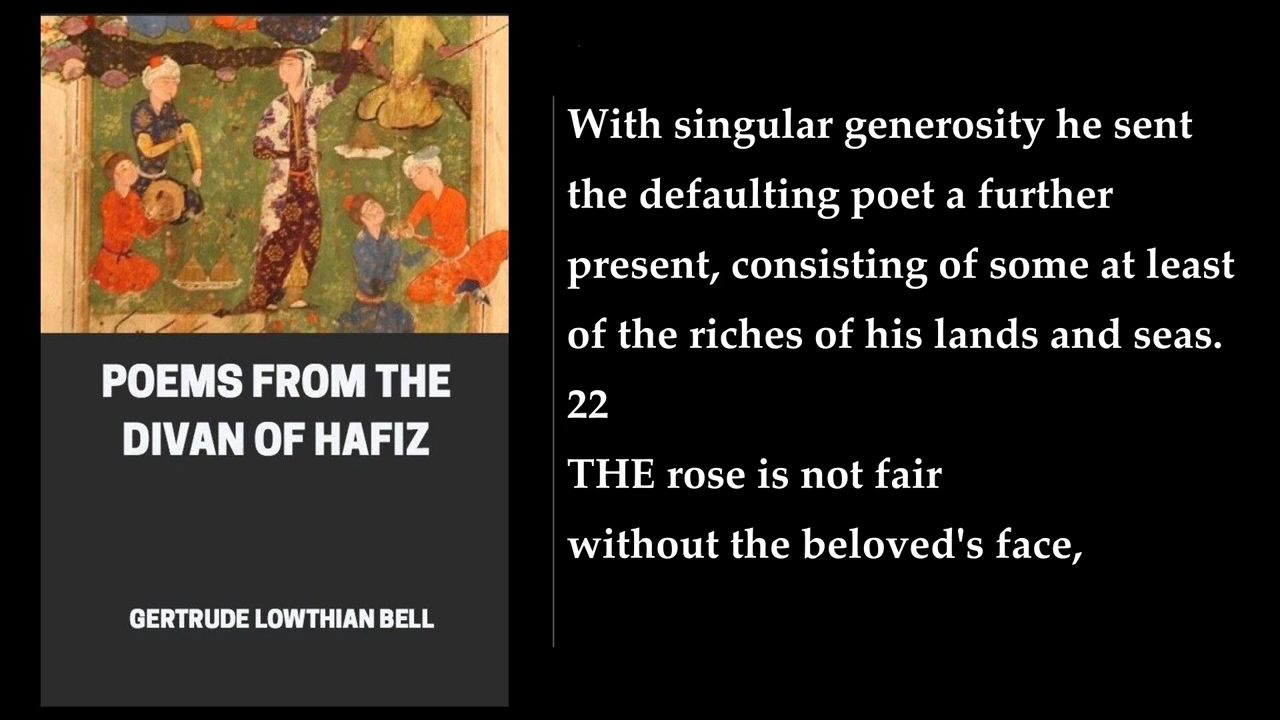 POEMS FROM THE
DIVAN OF HAFIZ
GERTRUDE LOWTHIAN BELL
With singular generosity he sent
the defaulting poet a further
present, consisting of some at least
of the riches of his lands and seas.
22
THE rose is not fair
without the beloved's face,